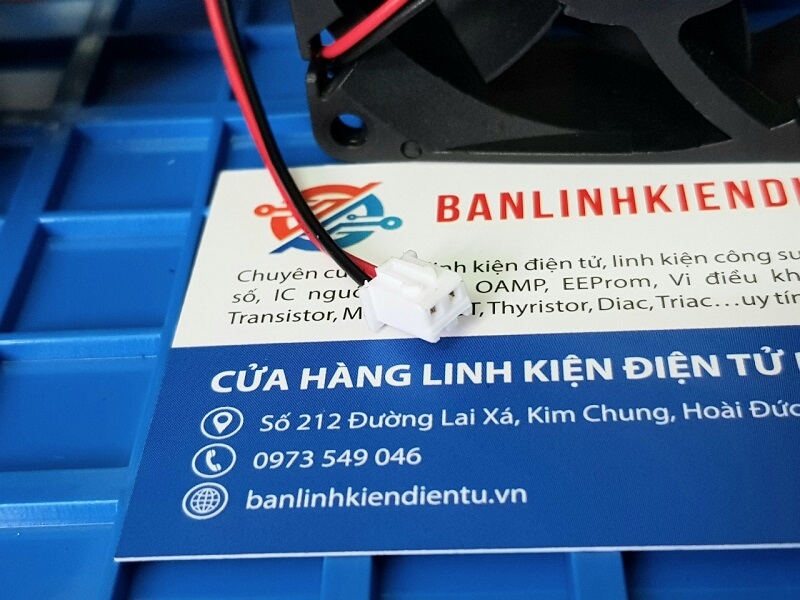 BANLINHKIENDI
Chuyên kiện điện tử, linh kiện công su
số, IC OAMP, EEProm, Vi điều kh
Transistor, Thyristor, Diac, Triac...uy tín
CỬA HÀNG LINH KIỆN ĐIỆN TỬ
Số 212 Đường Lai Xá, Kim Chung, Hoài Đức
0973 549 046
banlinhkiendientu.vn